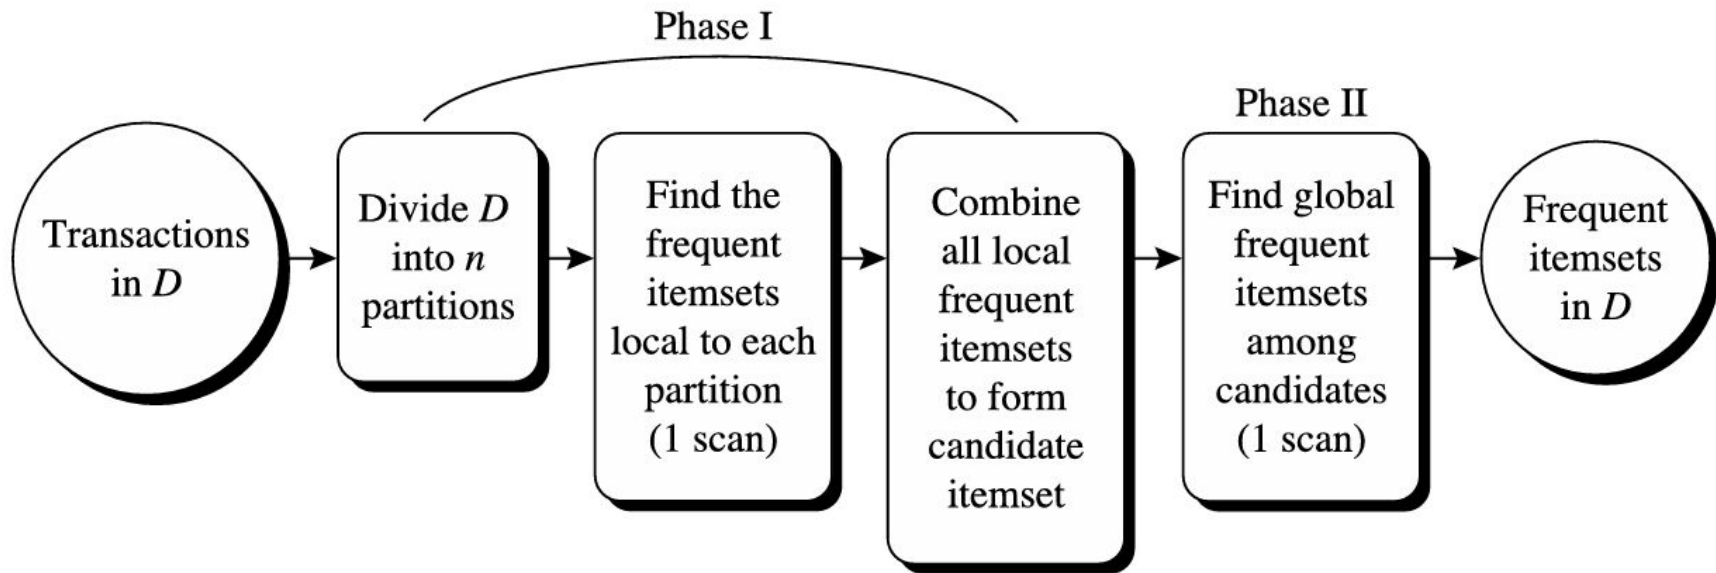 Phase I
Phase II
Transactions
in D
Divide D
into n
partitions
Find the
frequent
itemsets
local to each
partition
(1 scan)
Combine
all local
frequent
itemsets
to form
candidate
itemset
Find global
frequent
itemsets
among
candidates
(1 scan)
Frequent
itemsets
in D